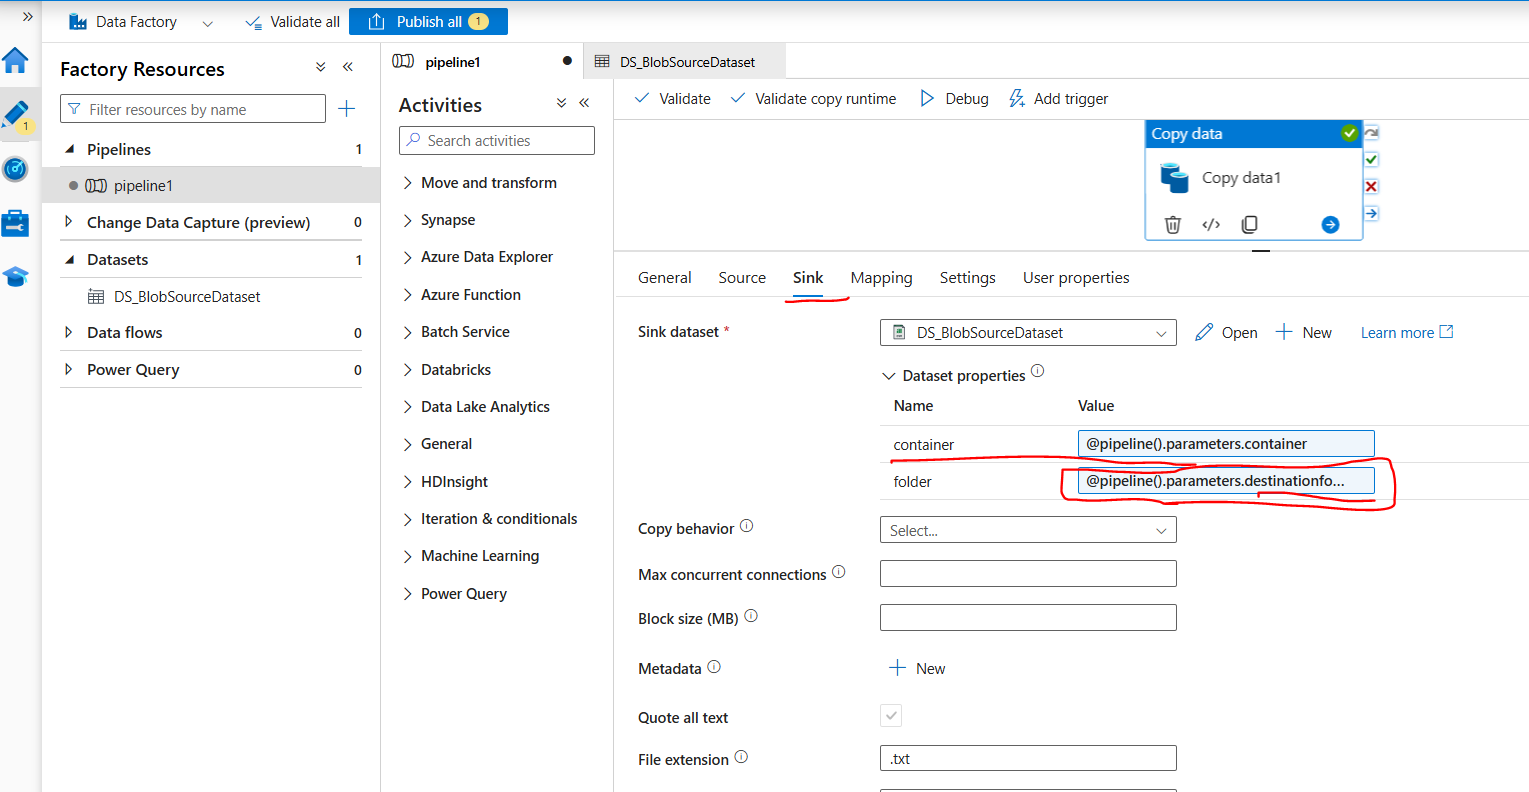 Data Factory
Validate all
Publish all 1
1
Factory Resources
Filter resources by name
Pipelines 1
pipeline1
Change Data Capture (preview) 0
Datasets 1
DS_BlobSourceDataset
Data flows 0
Power Query 0
pipeline1
DS_BlobSourceDataset
Activities
Search activities
Move and transform
Synapse
Azure Data Explorer
Azure Function
Batch Service
Databricks
Data Lake Analytics
General
HDInsight
Iteration & conditionals
Machine Learning
Power Query
Validate Validate copy runtime Debug Add trigger
Copy data
Copy data1
General Source Sink Mapping Settings User properties
Sink dataset * DS_BlobSourceDataset Open New Learn more
Dataset properties
Name Value
container @pipeline().parameters.container
folder @pipeline().parameters.destinationfo...
Copy behavior Select...
Max concurrent connections
Block size (MB)
Metadata New
Quote all text
File extension .txt